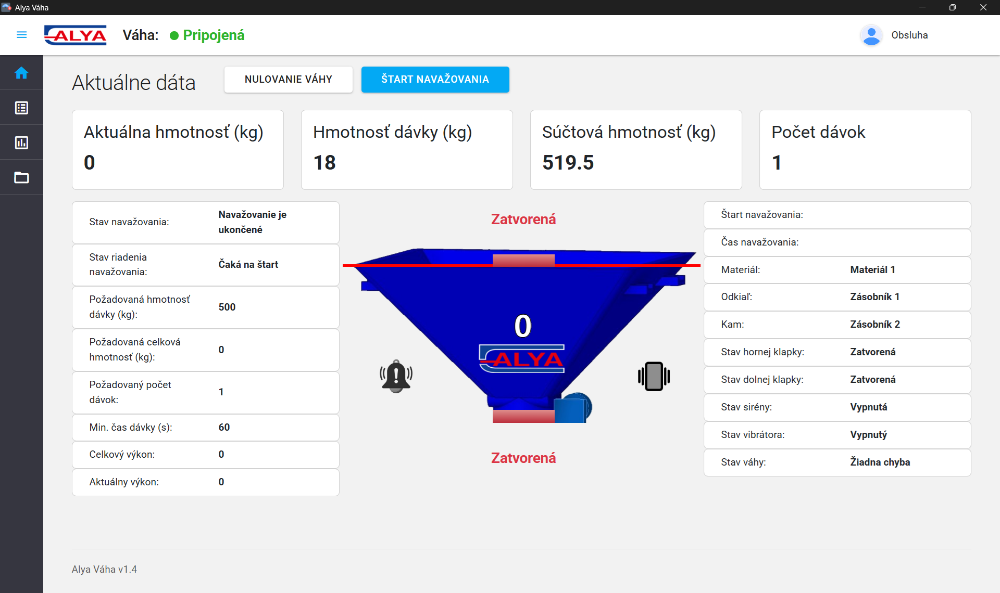 Alya Váha
ALYA
Váha:
Pripojená
Obsluha
Aktuálne dáta
NULOVANIE VÁHY
ŠTART NAVAŽOVANIA
Aktuálna hmotnosť (kg)
0
Hmotnosť dávky (kg)
18
Súčtová hmotnosť (kg)
519.5
Počet dávok
1
Stav navažovania:
Navažovanie je
ukončené
Stav riadenia
navažovania:
Čaká na štart
Požadovaná hmotnosť
dávky (kg):
500
Požadovaná celková
hmotnosť (kg):
0
Požadovaný počet
dávok:
1
Min. čas dávky (s):
60
Celkový výkon:
0
Aktuálny výkon:
0
Zatvorená
0
ALYA
Zatvorená
Štart navažovania:
Čas navažovania:
Materiál:
Materiál 1
Odkiaľ:
Zásobník 1
Kam:
Zásobník 2
Stav hornej klapky:
Zatvorená
Stav dolnej klapky:
Zatvorená
Stav sirény:
Vypnutá
Stav vibrátora:
Vypnutý
Stav váhy:
Žiadna chyba
Alya Váha v1.4